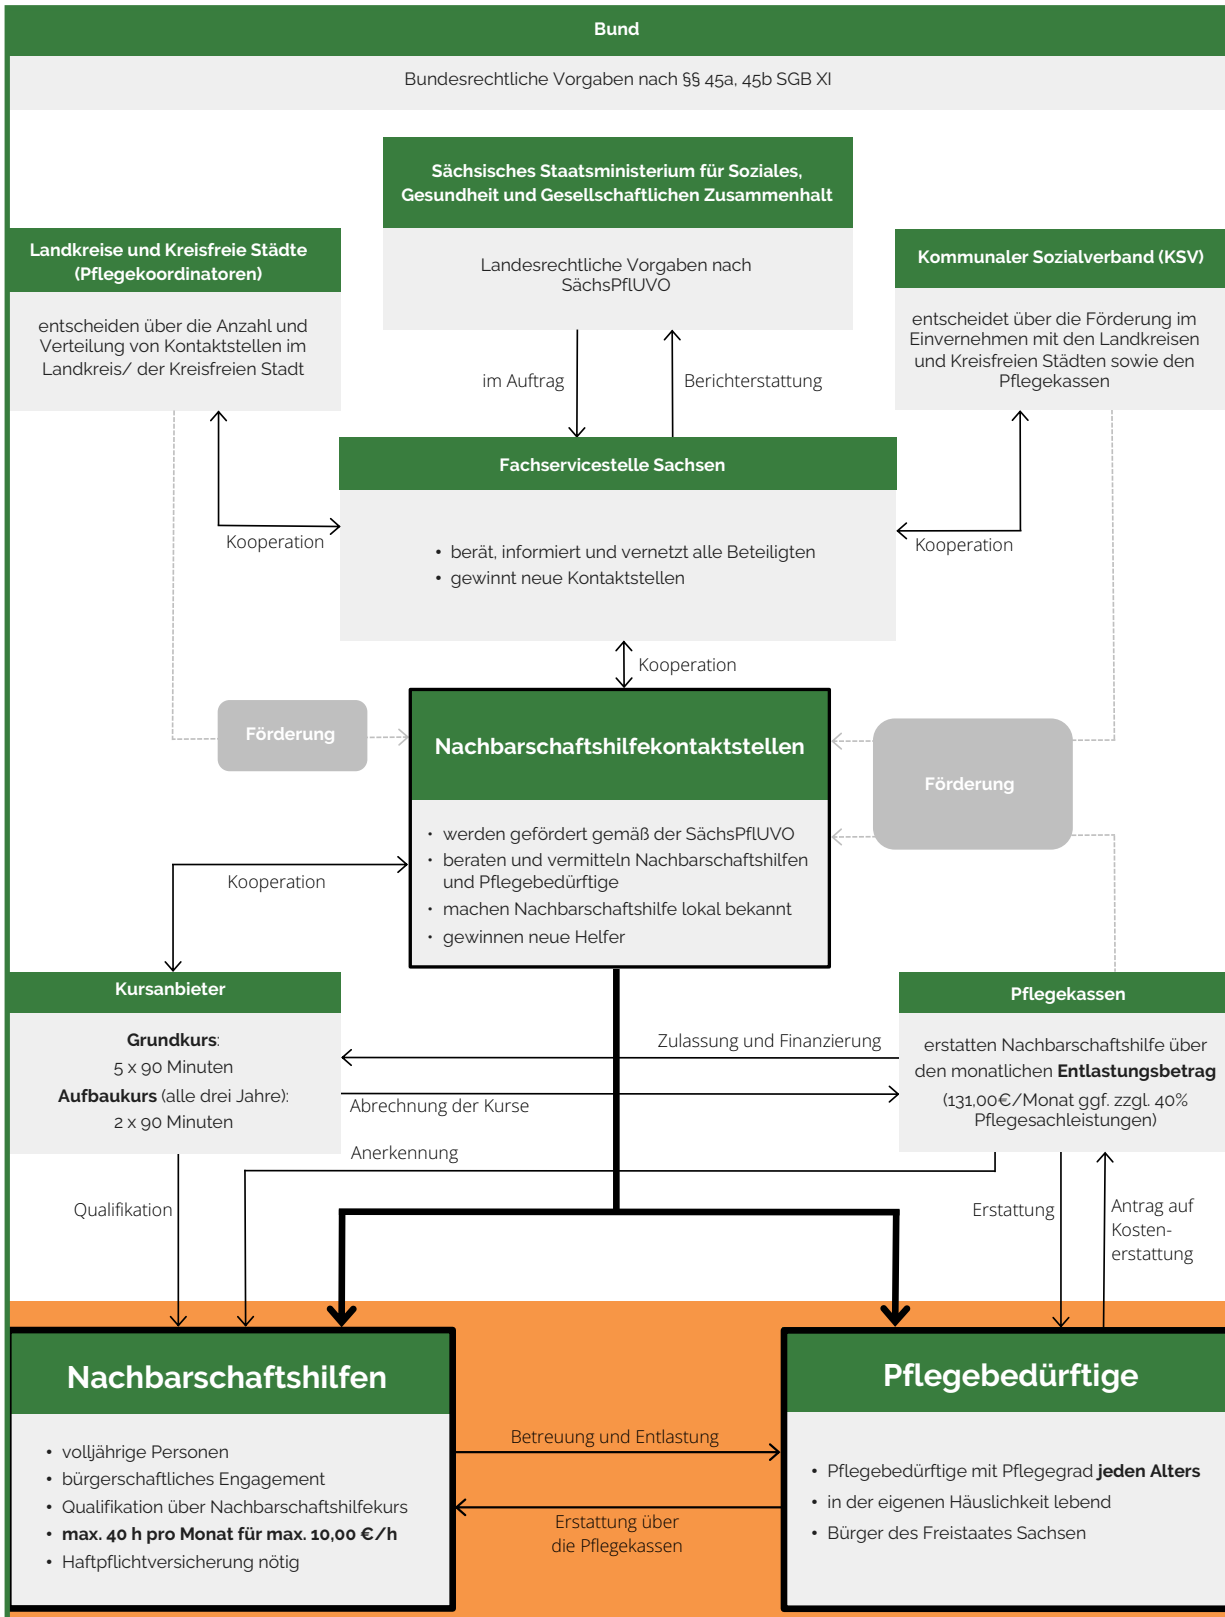 Bund
Bundesrechtliche Vorgaben nach §§ 45a, 45b SGB XI
Sächsisches Staatsministerium für Soziales,
Gesundheit und Gesellschaftlichen Zusammenhalt
Landesrechtliche Vorgaben nach
SächsPflUVO
Landkreise und Kreisfreie Städte
(Pflegekoordinatoren)
entscheiden über die Anzahl und
Verteilung von Kontaktstellen im
Landkreis/ der Kreisfreien Stadt
Kommunaler Sozialverband (KSV)
entscheidet über die Förderung im
Einvernehmen mit den Landkreisen
und Kreisfreien Städten sowie den
Pflegekassen
im Auftrag
Berichterstattung
Fachservicestelle Sachsen
• berät, informiert und vernetzt alle Beteiligten
• gewinnt neue Kontaktstellen
Kooperation
Kooperation
Kooperation
Förderung
Nachbarschaftshilfekontaktstellen
• werden gefördert gemäß der SächsPflUVO
• beraten und vermitteln Nachbarschaftshilfen
und Pflegebedürftige
• machen Nachbarschaftshilfe lokal bekannt
• gewinnen neue Helfer
Förderung
Kooperation
Kursanbieter
Grundkurs:
5 x 90 Minuten
Aufbaukurs (alle drei Jahre):
2 x 90 Minuten
Zulassung und Finanzierung
Abrechnung der Kurse
Anerkennung
Pflegekassen
erstatten Nachbarschaftshilfe über
den monatlichen Entlastungsbetrag
(131,00€/Monat ggf. zzgl. 40%
Pflegesachleistungen)
Qualifikation
Erstattung
Antrag auf
Kosten-
erstattung
Nachbarschaftshilfen
• volljährige Personen
• bürgerschaftliches Engagement
• Qualifikation über Nachbarschaftshilfekurs
• max. 40 h pro Monat für max. 10,00 €/h
• Haftpflichtversicherung nötig
Betreuung und Entlastung
Erstattung über
die Pflegekassen
Pflegebedürftige
• Pflegebedürftige mit Pflegegrad jeden Alters
• in der eigenen Häuslichkeit lebend
• Bürger des Freistaates Sachsen